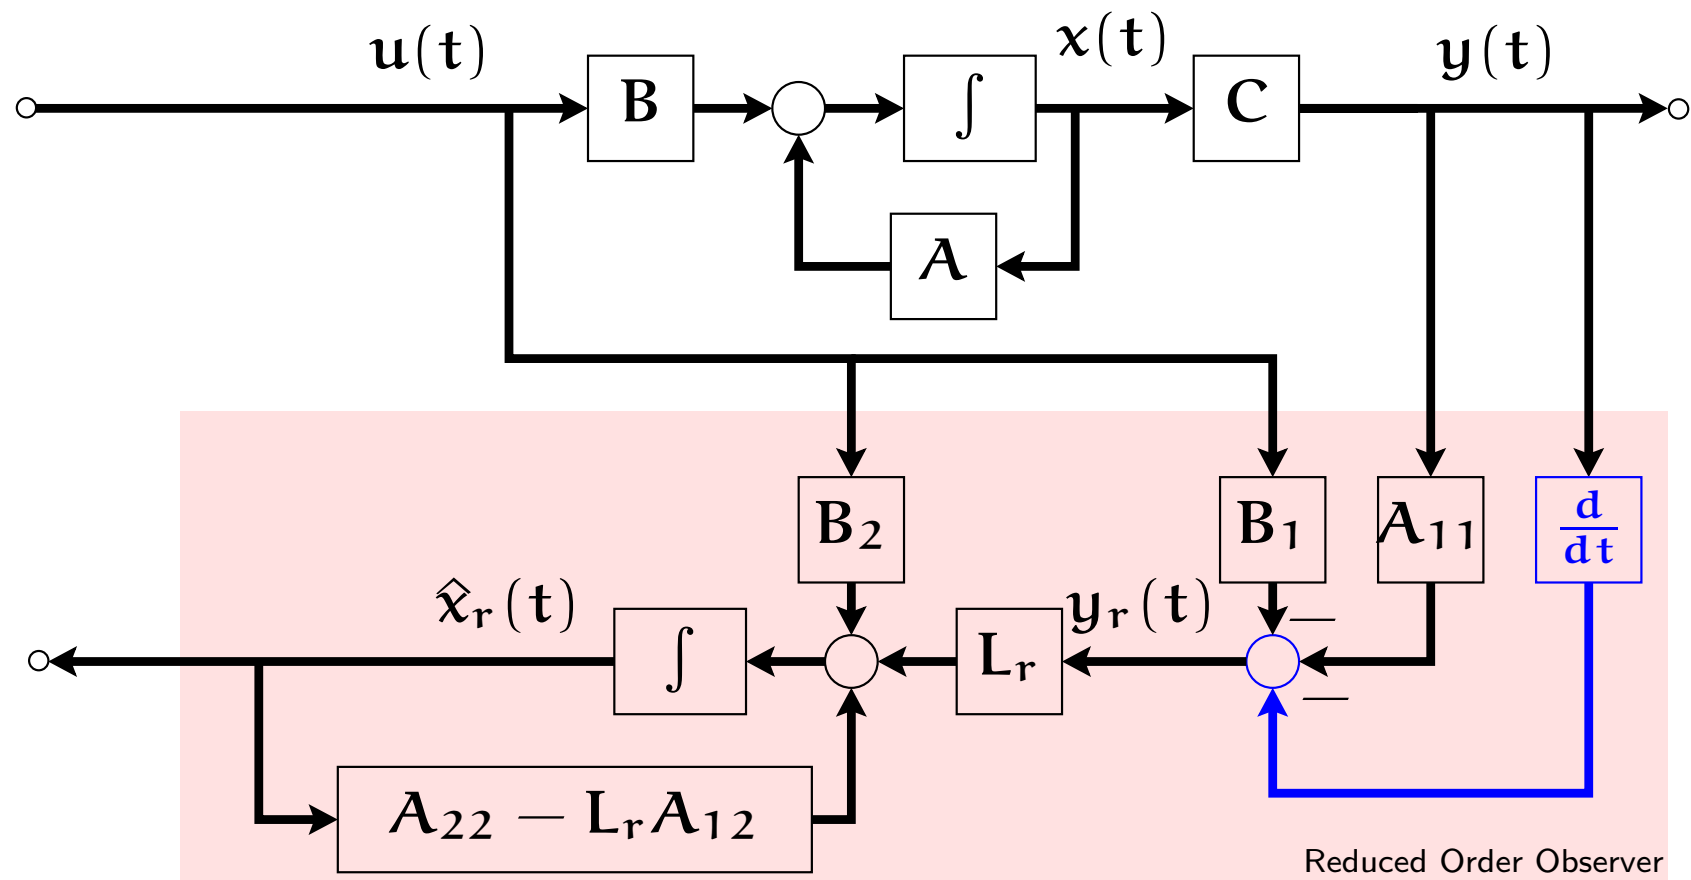 u(t)
x(t)
y(t)
B
∫
C
A
B₂
B₁
A₁₁
d/dt
x̂ᵣ(t)
∫
Lᵣ
yᵣ(t)
−
−
A₂₂ − LᵣA₁₂
Reduced Order Observer